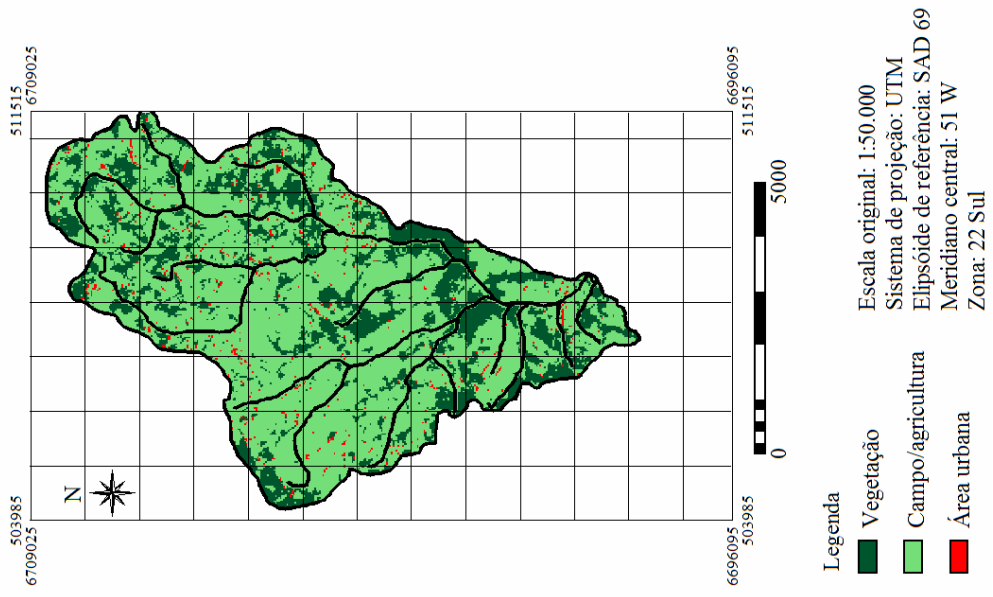 503985
511515
6709025
6709025
N
6696095
6696095
503985
511515
0
5000
Legenda
Vegetação
Campo/agricultura
Área urbana
Escala original: 1:50.000
Sistema de projeção: UTM
Elipsóide de referência: SAD 69
Meridiano central: 51 W
Zona: 22 Sul